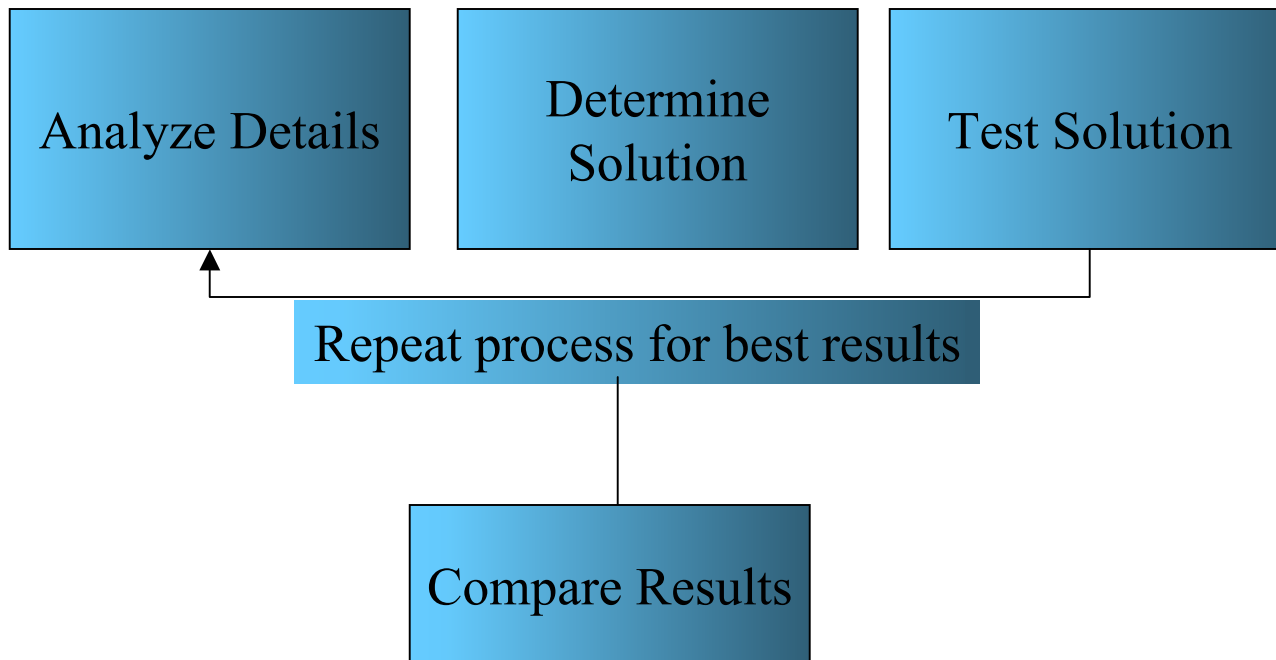 Analyze Details
Determine
Solution
Test Solution
Repeat process for best results
Compare Results